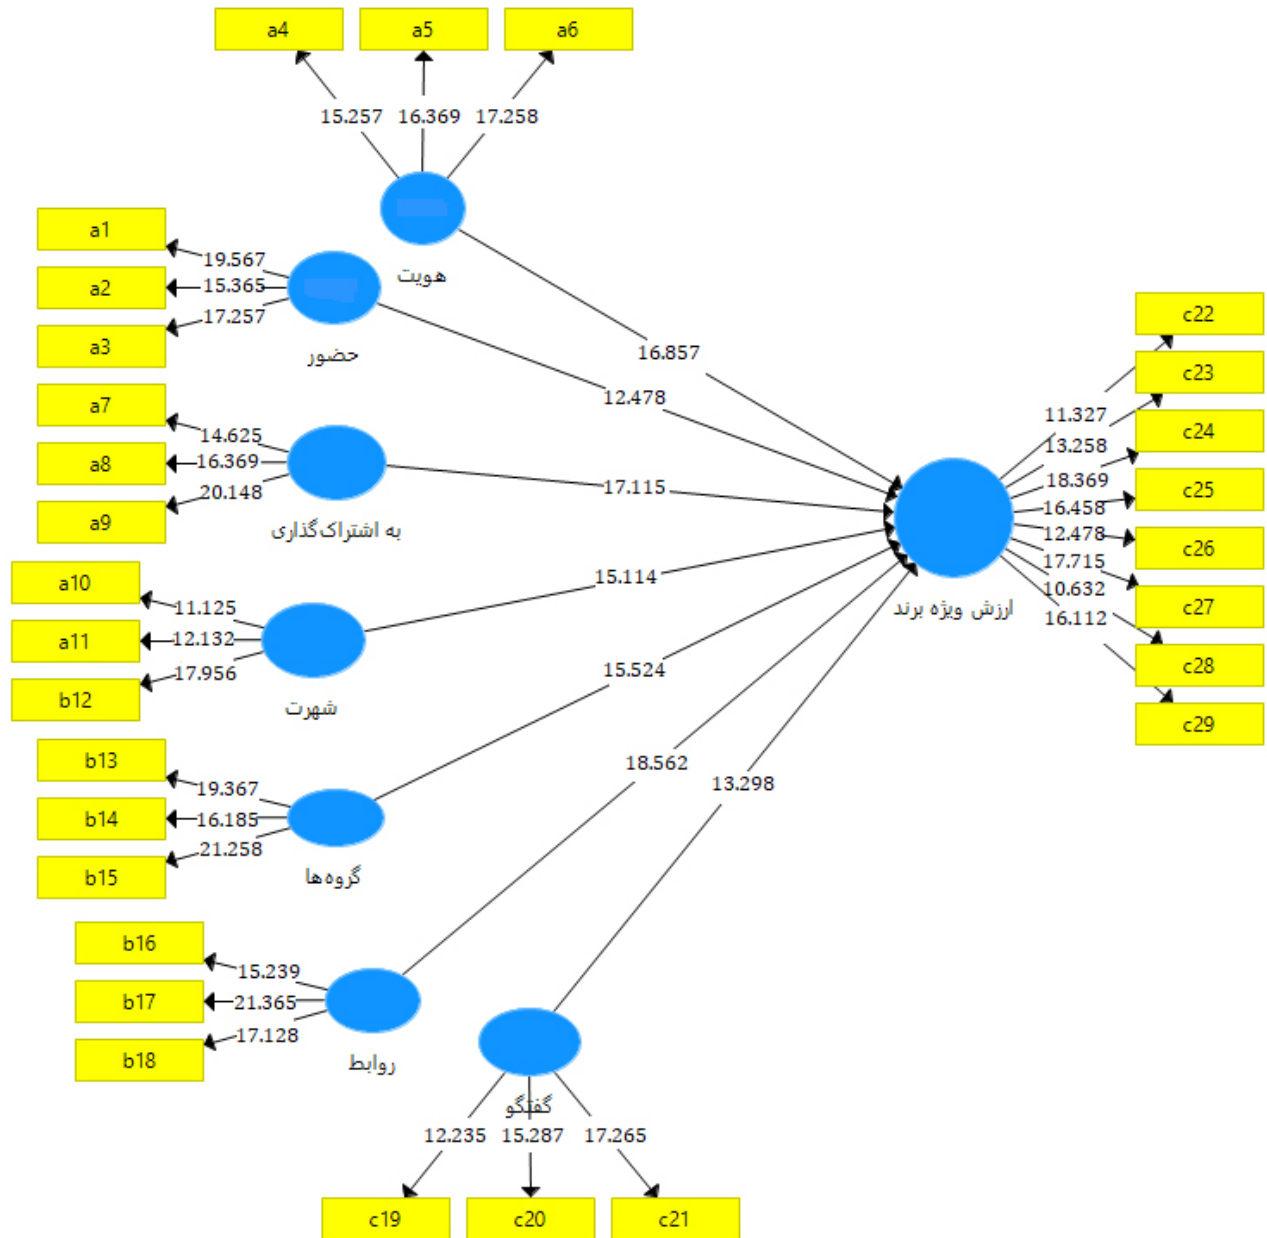 a4 a5 a6
15.257 16.369 17.258
هویت
a1
a2
a3
19.567
15.365
17.257
حضور
16.857
12.478
a7
a8
a9
14.625
16.369
20.148
به اشتراک‌گذاری
17.115
a10
a11
b12
11.125
12.132
17.956
شهرت
15.114
b13
b14
b15
19.367
16.185
21.258
گروه‌ها
15.524
b16
b17
b18
15.239
21.365
17.128
روابط
18.562
13.298
گفتگو
12.235 15.287 17.265
c19 c20 c21
ارزش ویژه برند
11.327
13.258
18.369
16.458
12.478
17.715
10.632
16.112
c22
c23
c24
c25
c26
c27
c28
c29